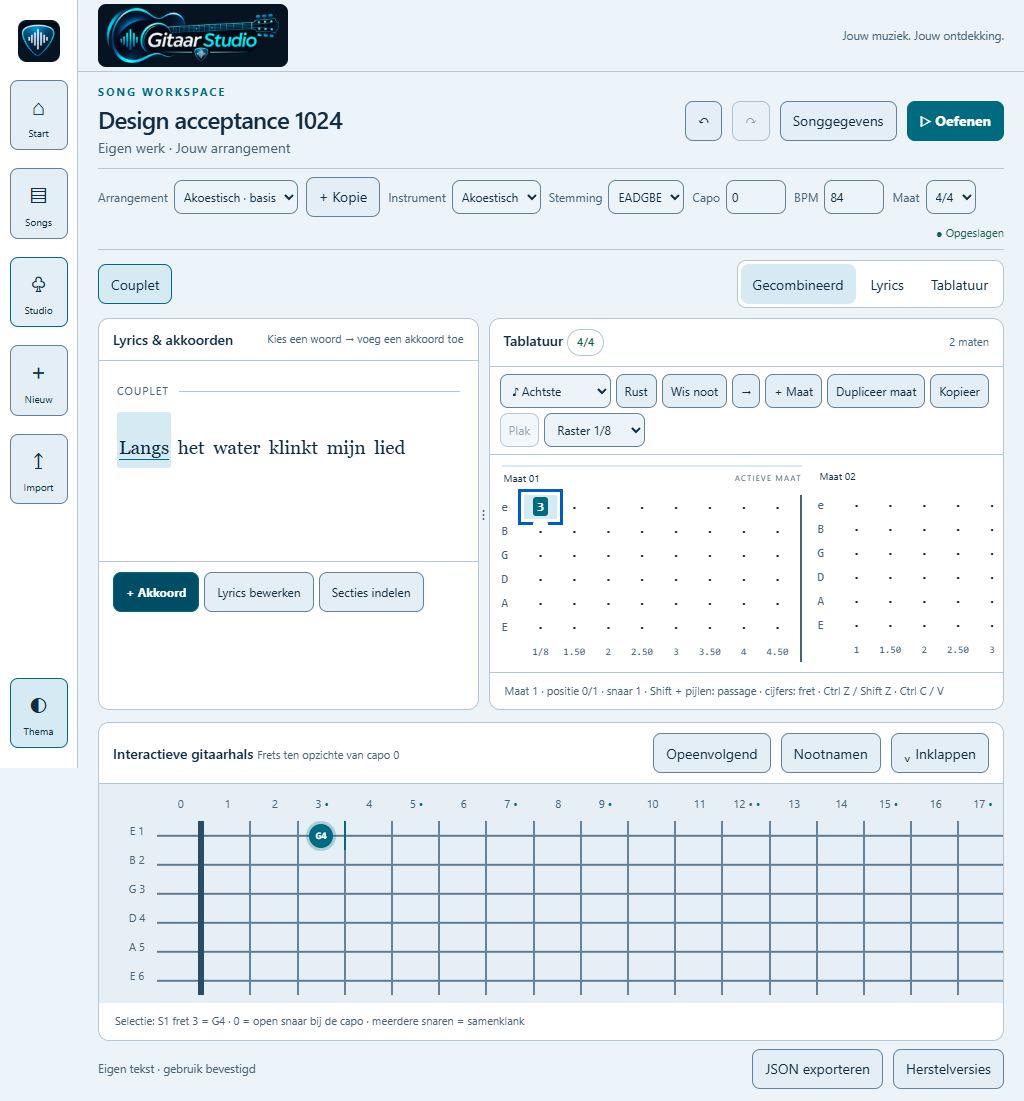 Gitaar Studio
Jouw muziek. Jouw ontdekking.
Start
Songs
Studio
Nieuw
Import
Thema
SONG WORKSPACE
Design acceptance 1024
Eigen werk · Jouw arrangement
Songgegevens
▷ Oefenen
Arrangement Akoestisch · basis + Kopie Instrument Akoestisch Stemming EADGBE Capo 0 BPM 84 Maat 4/4
● Opgeslagen
Couplet
Gecombineerd Lyrics Tablatuur
Lyrics & akkoorden Kies een woord → voeg een akkoord toe
COUPLET
Langs het water klinkt mijn lied
+ Akkoord Lyrics bewerken Secties indelen
Tablatuur 4/4 2 maten
♪ Achtste Rust Wis noot → + Maat Dupliceer maat Kopieer
Plak Raster 1/8
Maat 01 ACTIEVE MAAT Maat 02
e 3 · · · · · · · e · · · · ·
B · · · · · · · · B · · · · ·
G · · · · · · · · G · · · · ·
D · · · · · · · · D · · · · ·
A · · · · · · · · A · · · · ·
E · · · · · · · · E · · · · ·
1/8 1.50 2 2.50 3 3.50 4 4.50 1 1.50 2 2.50 3
Maat 1 · positie 0/1 · snaar 1 · Shift + pijlen: passage · cijfers: fret · Ctrl Z / Shift Z · Ctrl C / V
Interactieve gitaarhals Frets ten opzichte van capo 0
Opeenvolgend Nootnamen ˬ Inklappen
0 1 2 3 • 4 5 • 6 7 • 8 9 • 10 11 12 • • 13 14 15 • 16 17 •
E 1 G4
B 2
G 3
D 4
A 5
E 6
Selectie: S1 fret 3 = G4 · 0 = open snaar bij de capo · meerdere snaren = samenklank
Eigen tekst · gebruik bevestigd
JSON exporteren Herstelversies